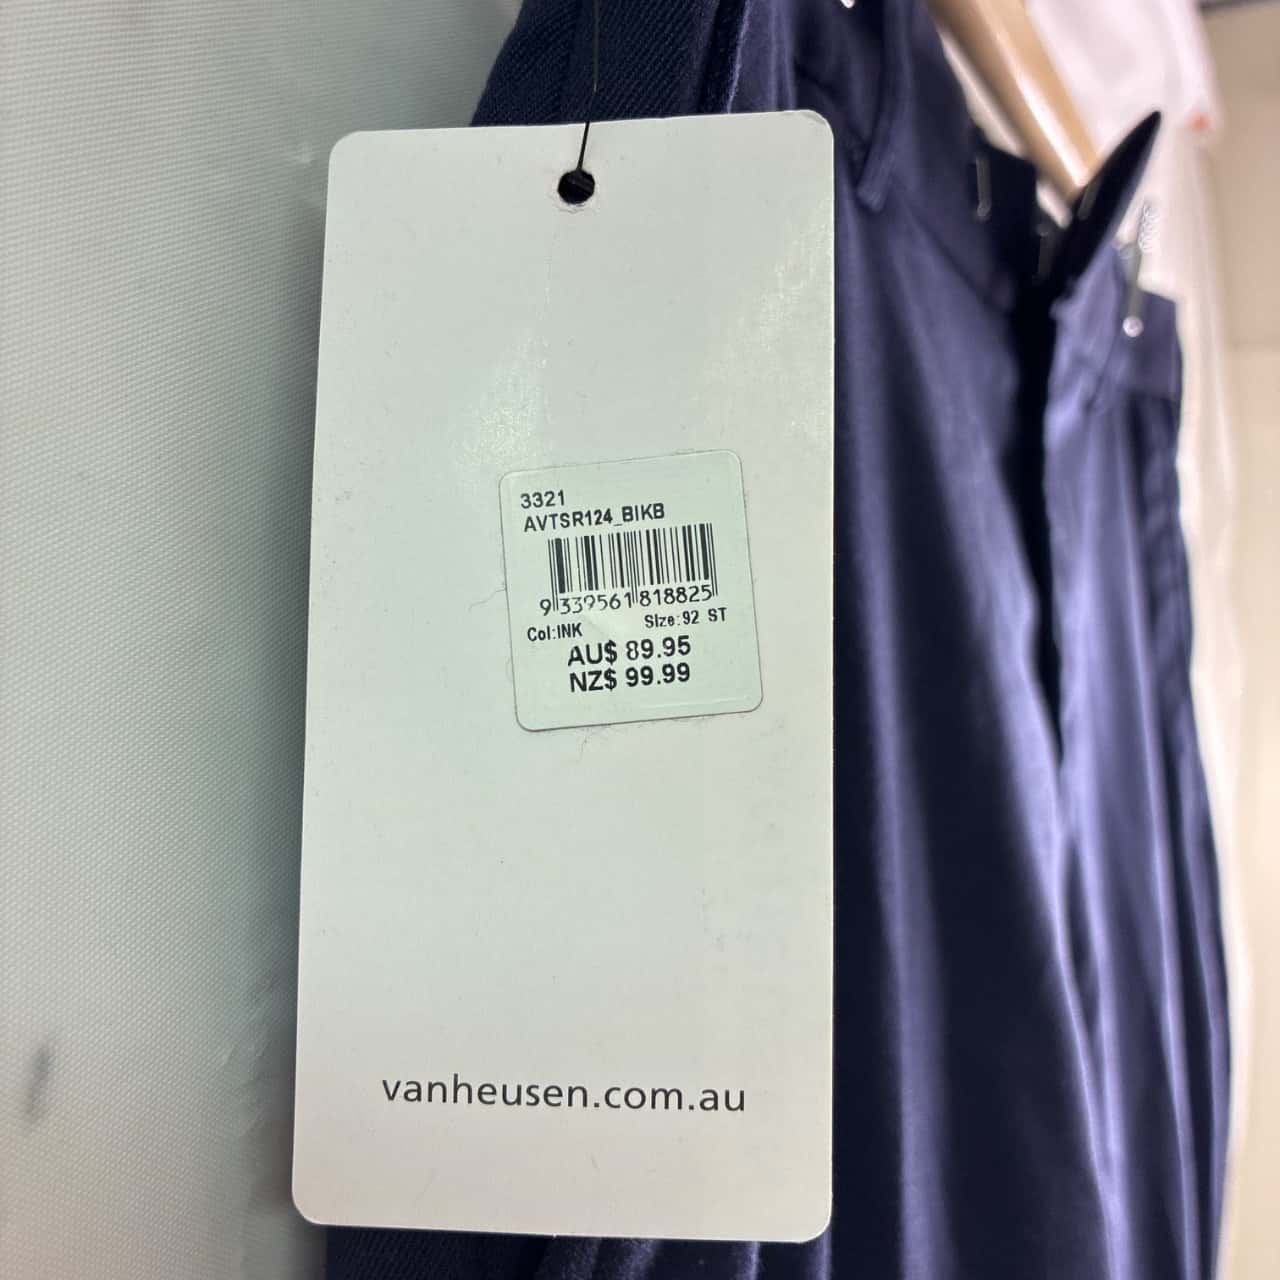 3321
AVTSR124_BIKB
9 339561 818825
Col:INK Size:92 ST
AU$ 89.95
NZ$ 99.99
vanheusen.com.au